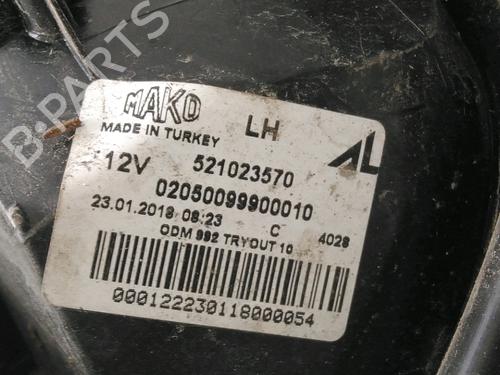 B-PARTS
MAKO
LH
MADE IN TURKEY
AL
12V 521023570
02050099900010
23.01.2018 08:23 C 4028
ODM 992 TRYOUT 10
000122230118000054